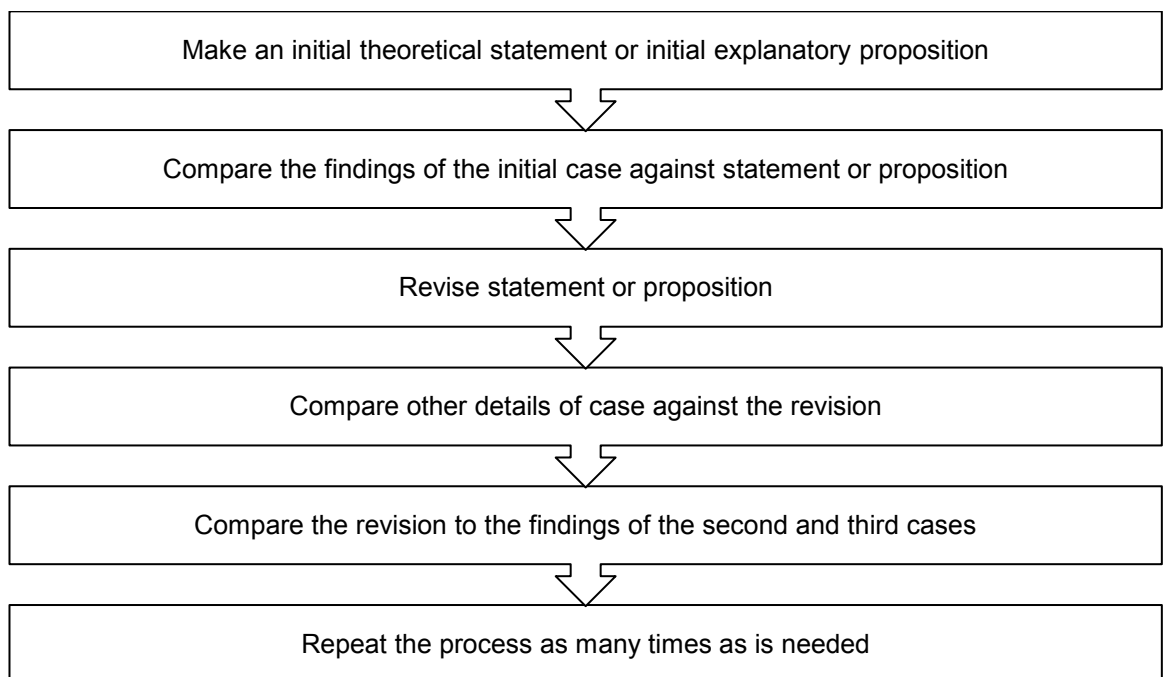 Make an initial theoretical statement or initial explanatory proposition
Compare the findings of the initial case against statement or proposition
Revise statement or proposition
Compare other details of case against the revision
Compare the revision to the findings of the second and third cases
Repeat the process as many times as is needed